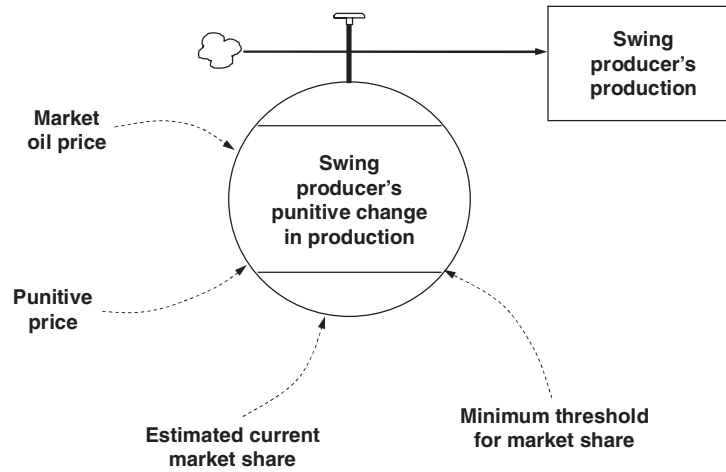 Swing
producer's
production
Market
oil price
Swing
producer's
punitive change
in production
Punitive
price
Estimated current
market share
Minimum threshold
for market share